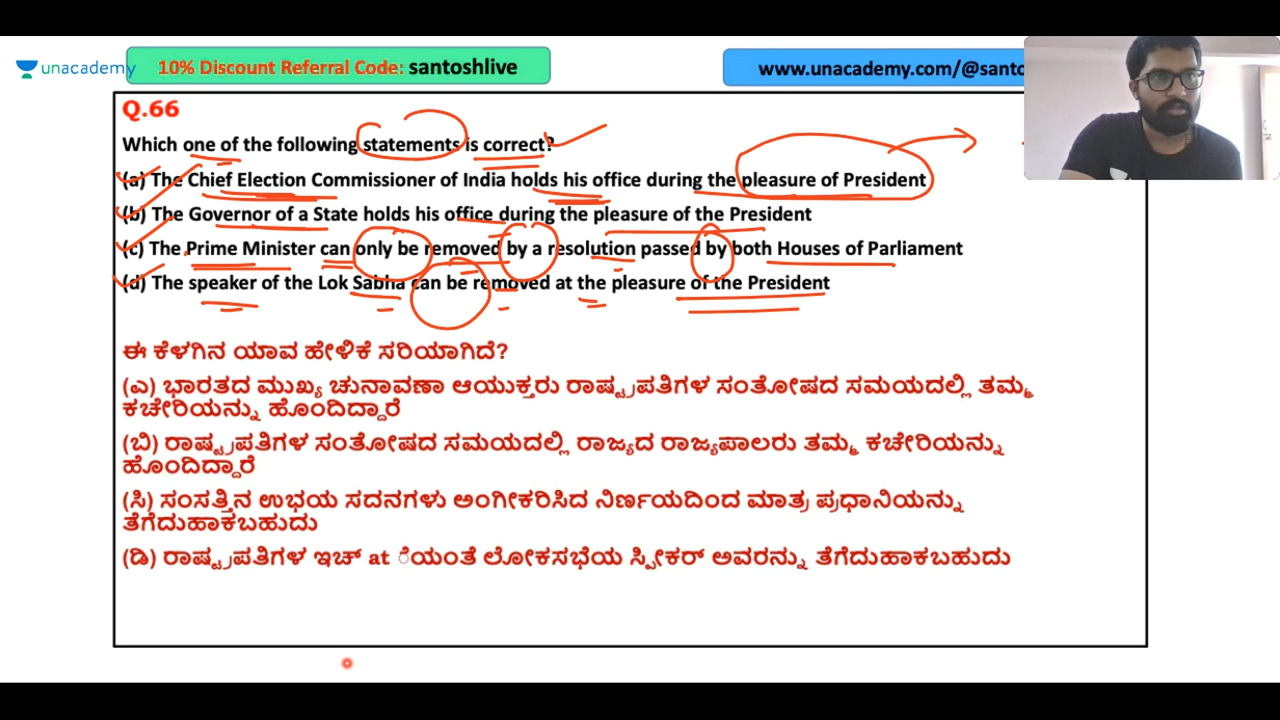 unacademy
10% Discount Referral Code: santoshlive
www.unacademy.com/@santo
Q.66
Which one of the following statements is correct?
(a) The Chief Election Commissioner of India holds his office during the pleasure of President
(b) The Governor of a State holds his office during the pleasure of the President
(c) The Prime Minister can only be removed by a resolution passed by both Houses of Parliament
(d) The speaker of the Lok Sabha can be removed at the pleasure of the President
ಈ ಕೆಳಗಿನ ಯಾವ ಹೇಳಿಕೆ ಸರಿಯಾಗಿದೆ?
(ಎ) ಭಾರತದ ಮುಖ್ಯ ಚುನಾವಣಾ ಆಯುಕ್ತರು ರಾಷ್ಟ್ರಪತಿಗಳ ಸಂತೋಷದ ಸಮಯದಲ್ಲಿ ತಮ್ಮ
ಕಚೇರಿಯನ್ನು ಹೊಂದಿದ್ದಾರೆ
(ಬಿ) ರಾಷ್ಟ್ರಪತಿಗಳ ಸಂತೋಷದ ಸಮಯದಲ್ಲಿ ರಾಜ್ಯದ ರಾಜ್ಯಪಾಲರು ತಮ್ಮ ಕಚೇರಿಯನ್ನು
ಹೊಂದಿದ್ದಾರೆ
(ಸಿ) ಸಂಸತ್ತಿನ ಉಭಯ ಸದನಗಳು ಅಂಗೀಕರಿಸಿದ ನಿರ್ಣಯದಿಂದ ಮಾತ್ರ ಪ್ರಧಾನಿಯನ್ನು
ತೆಗೆದುಹಾಕಬಹುದು
(ಡಿ) ರಾಷ್ಟ್ರಪತಿಗಳ ಇಚ್ at ೆಯಂತೆ ಲೋಕಸಭೆಯ ಸ್ಪೀಕರ್ ಅವರನ್ನು ತೆಗೆದುಹಾಕಬಹುದು